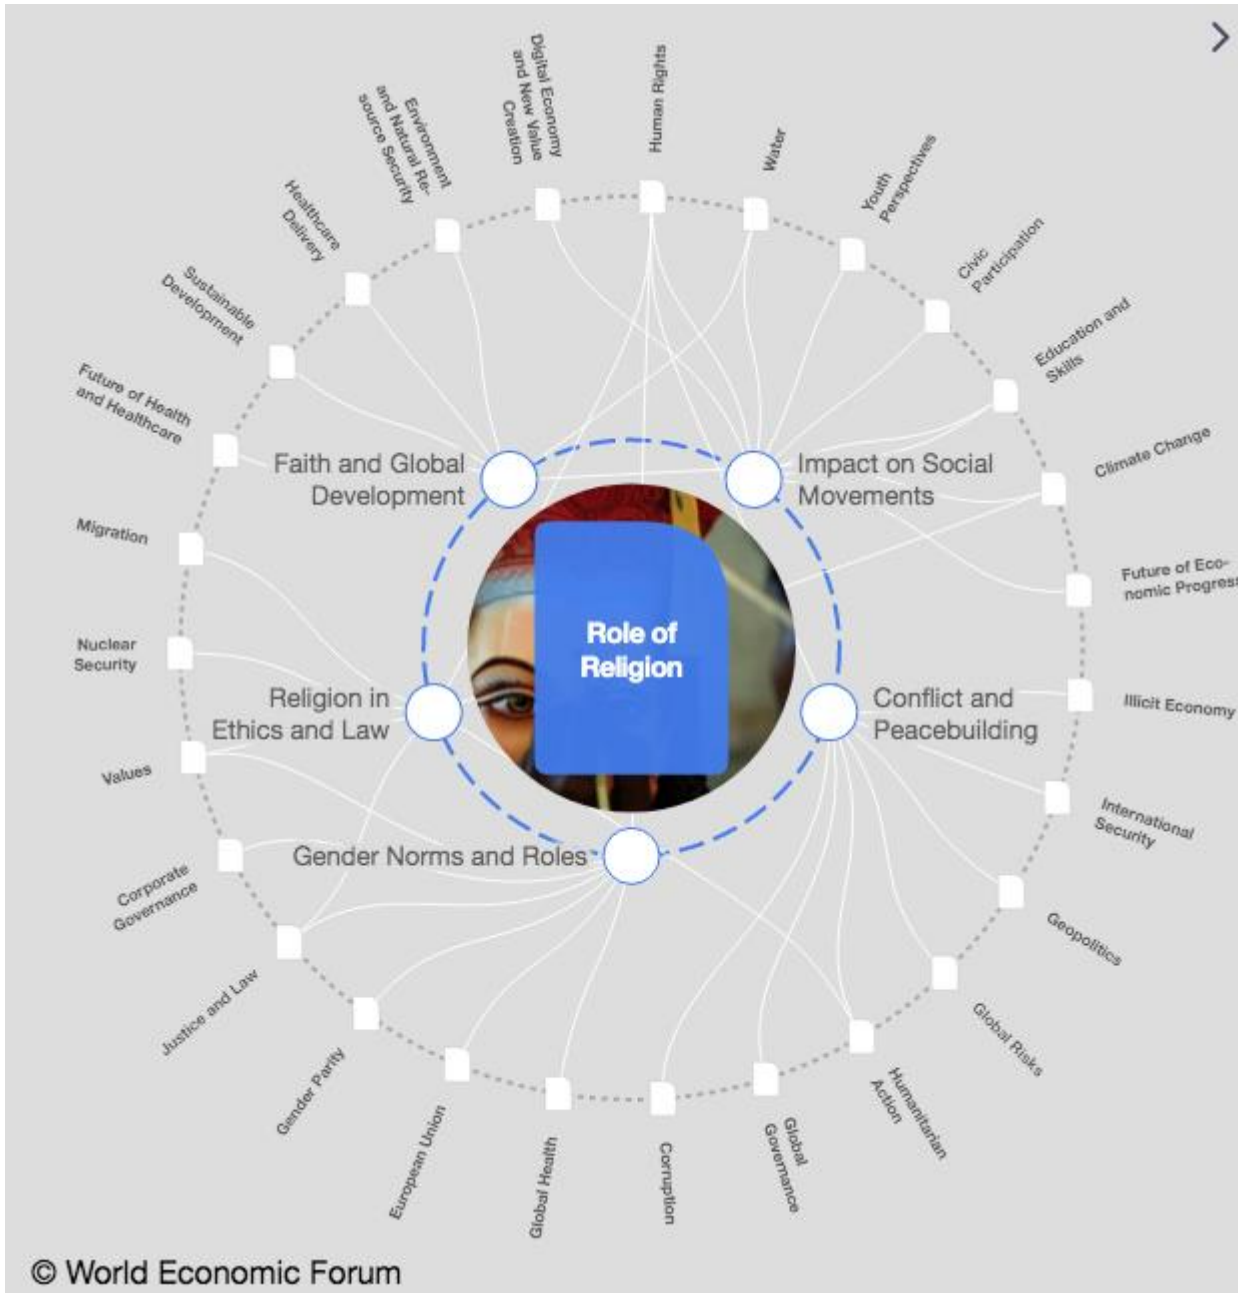 Digital Economy
and New Value
Creation
Human Rights
Water
Youth
Perspectives
Civic
Participation
Education and
Skills
Climate Change
Future of Eco-
nomic Progress
Illicit Economy
International
Security
Geopolitics
Global Risks
Humanitarian
Action
Global
Governance
Corruption
Global Health
European Union
Gender Parity
Justice and Law
Corporate
Governance
Values
Nuclear
Security
Migration
Future of Health
and Healthcare
Sustainable
Development
Healthcare
Delivery
Environment
and Natural Re-
source Security
Faith and Global
Development
Impact on Social
Movements
Role of
Religion
Religion in
Ethics and Law
Conflict and
Peacebuilding
Gender Norms and Roles
© World Economic Forum